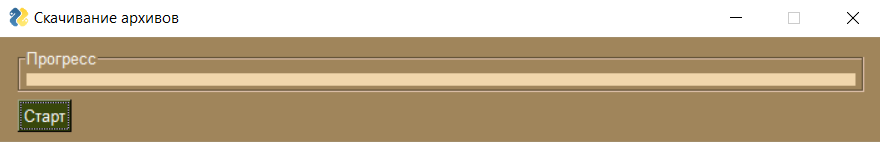 Скачивание архивов
Прогресс
Старт